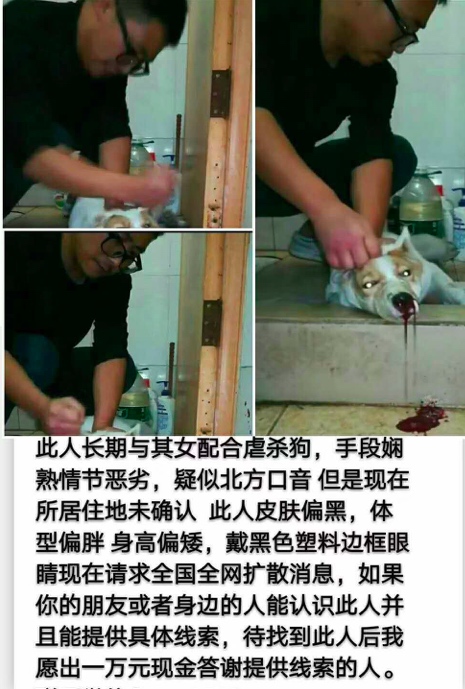 此人长期与其女配合虐杀狗，手段娴
熟情节恶劣，疑似北方口音 但是现在
所居住地未确认 此人皮肤偏黑，体
型偏胖 身高偏矮，戴黑色塑料边框眼
睛现在请求全国全网扩散消息，如果
你的朋友或者身边的人能认识此人并
且能提供具体线索，待找到此人后我
愿出一万元现金答谢提供线索的人。